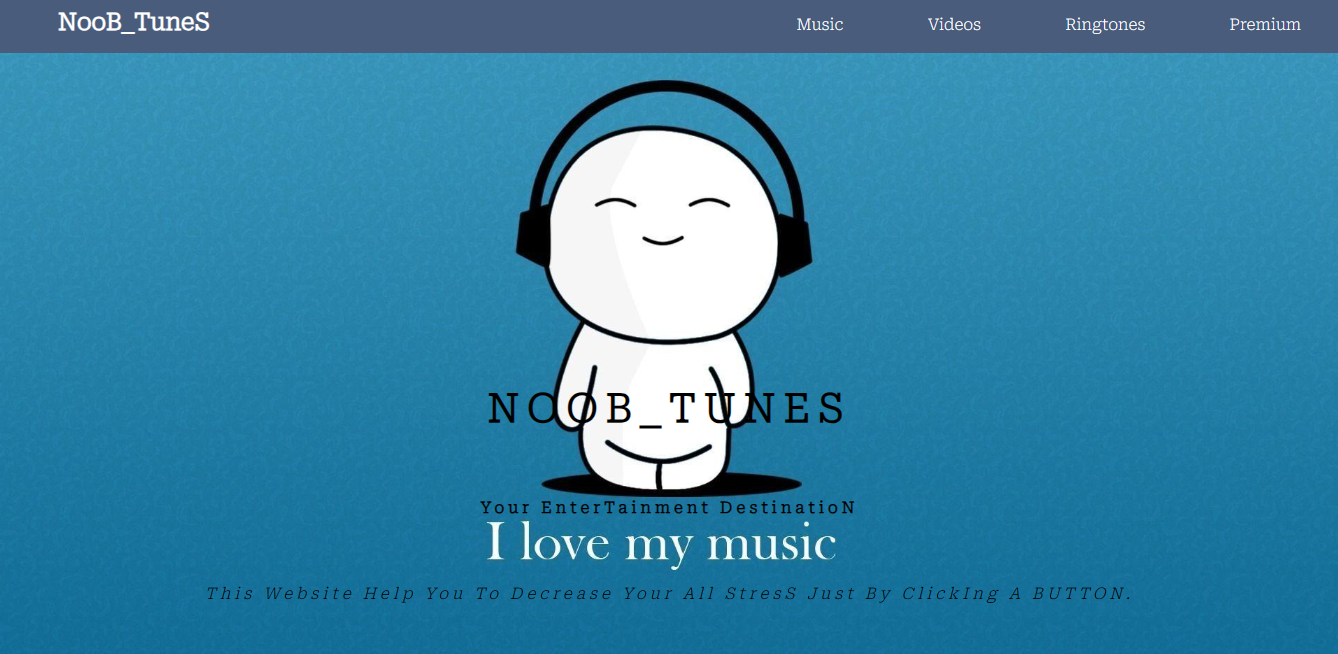 NooB_TuneS Music Videos Ringtones Premium
NOOB_TUNES
Your EnterTainment DestinatioN
I love my music
This Website Help You To Decrease Your All StresS Just By ClickIng A BUTTON.